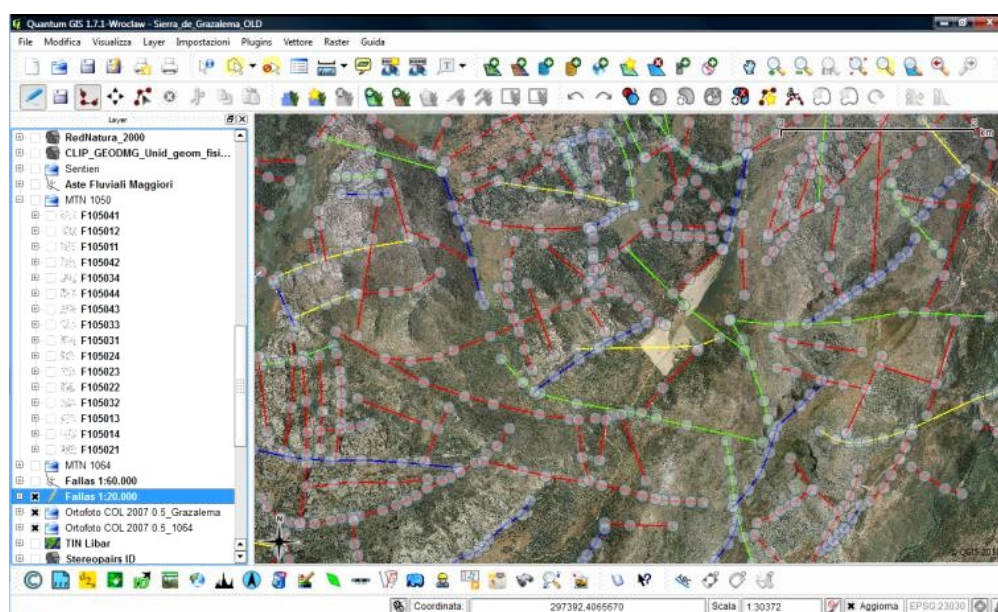 Quantum GIS 1.7.1-Wroclaw - Sierra_de_Grazalema_OLD
File Modifica Visualizza Layer Impostazioni Plugins Vettore Raster Guida
Layer
RedNatura_2000
CLIP_GEODMG_Unid_geom_fisi...
Sentieri
Aste Fluviali Maggiori
MTN 1050
F105041
F105012
F105011
F105042
F105034
F105044
F105043
F105033
F105031
F105024
F105023
F105022
F105032
F105013
F105014
F105021
MTN 1064
Fallas 1:60.000
Fallas 1:20.000
Ortofoto COL 2007 0.5_Grazalema
Ortofoto COL 2007 0.5_1064
TIN Libar
Stereopairs ID
km
N
Coordinata: 297392,4065670 Scala 1:30372 Aggiorna EPSG:23030